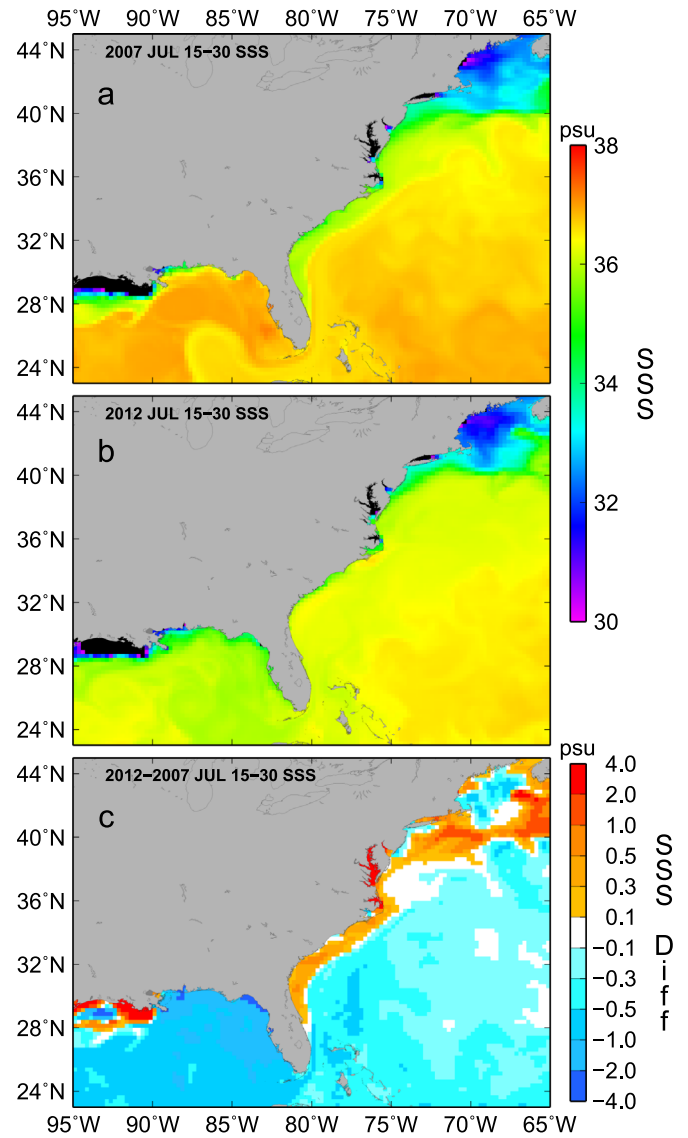 95°W 90°W 85°W 80°W 75°W 70°W 65°W
44°N
2007 JUL 15−30 SSS
a
40°N
36°N
32°N
28°N
24°N
psu
38
36
34
32
30
SSS
44°N
2012 JUL 15−30 SSS
b
40°N
36°N
32°N
28°N
24°N
psu
44°N
2012−2007 JUL 15−30 SSS
c
40°N
36°N
32°N
28°N
24°N
4.0
2.0
1.0
0.5
0.3
0.1
−0.1
−0.3
−0.5
−1.0
−2.0
−4.0
SSS Diff
95°W 90°W 85°W 80°W 75°W 70°W 65°W